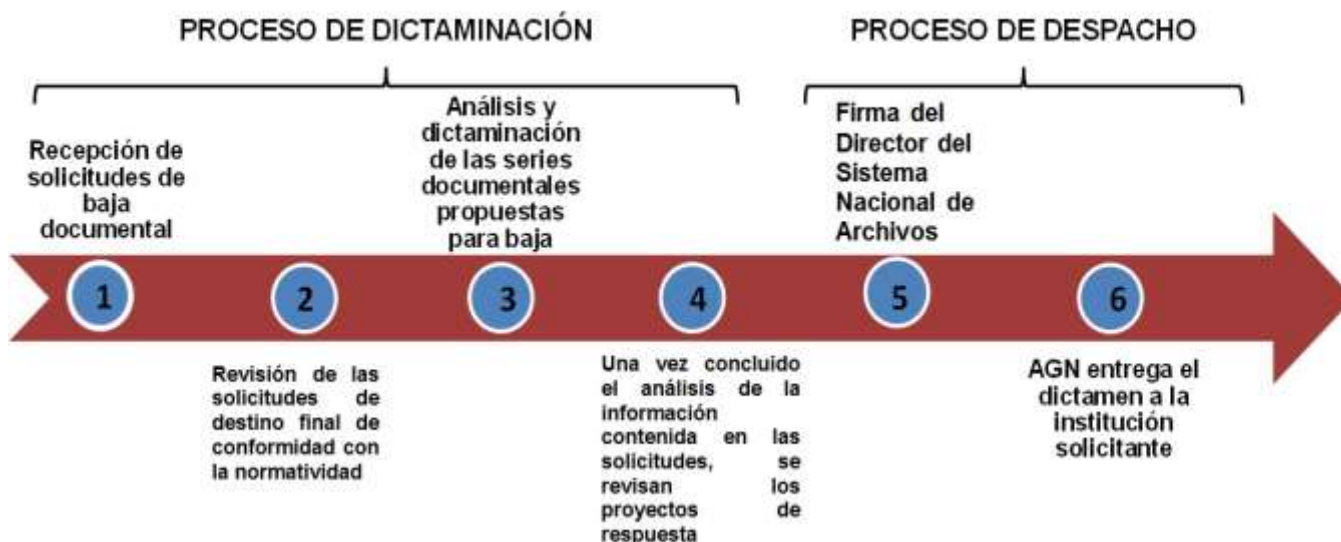 PROCESO DE DICTAMINACIÓN
PROCESO DE DESPACHO
Recepción de
solicitudes de
baja
documental
Análisis y
dictaminación
de las series
documentales
propuestas
para baja
Firma del
Director del
Sistema
Nacional de
Archivos
1
2
3
4
5
6
Revisión de las
solicitudes de
destino final de
conformidad con
la normatividad
Una vez concluido
el análisis de la
información
contenida en las
solicitudes, se
revisan los
proyectos de
respuesta
AGN entrega el
dictamen a la
institución
solicitante